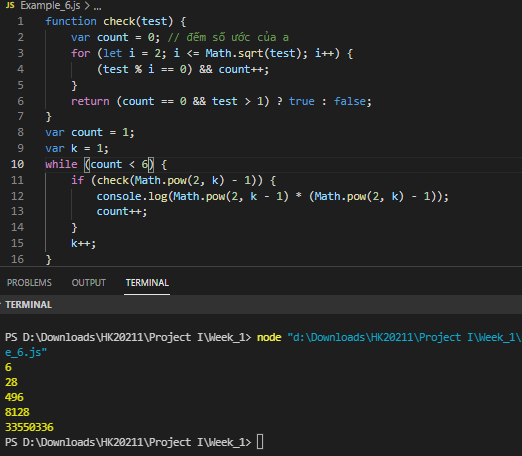 JS Example_6.js > ...
1 function check(test) {
2 var count = 0; // đếm số ước của a
3 for (let i = 2; i <= Math.sqrt(test); i++) {
4 (test % i == 0) && count++;
5 }
6 return (count == 0 && test > 1) ? true : false;
7 }
8 var count = 1;
9 var k = 1;
10 while (count < 6) {
11 if (check(Math.pow(2, k) - 1)) {
12 console.log(Math.pow(2, k - 1) * (Math.pow(2, k) - 1));
13 count++;
14 }
15 k++;
16 }
PROBLEMS OUTPUT TERMINAL
TERMINAL
PS D:\Downloads\HK20211\Project I\Week_1> node "d:\Downloads\HK20211\Project I\Week_1\
e_6.js"
6
28
496
8128
33550336
PS D:\Downloads\HK20211\Project I\Week_1>